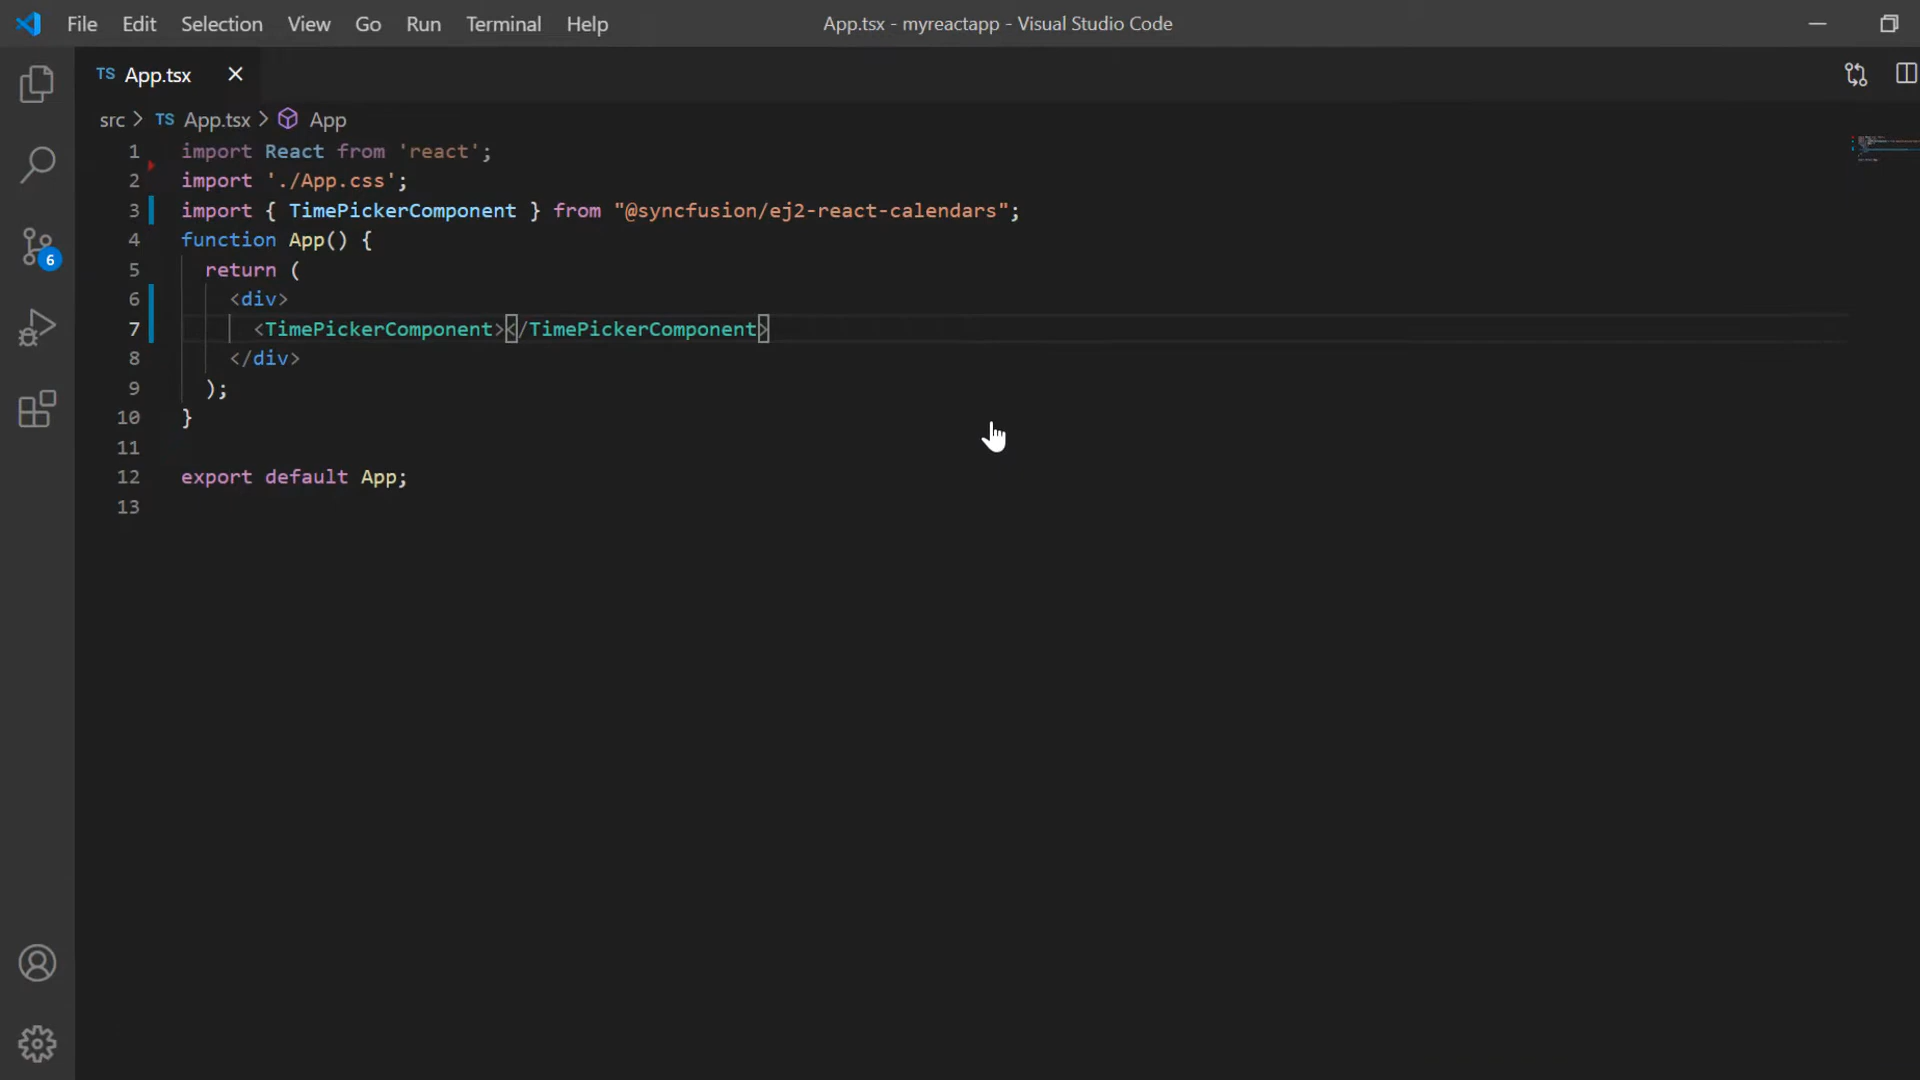 File Edit Selection View Go Run Terminal Help App.tsx - myreactapp - Visual Studio Code
TS App.tsx
src > TS App.tsx > App
1 import React from 'react';
2 import './App.css';
3 import { TimePickerComponent } from "@syncfusion/ej2-react-calendars";
4 function App() {
5 return (
6 <div>
7 <TimePickerComponent></TimePickerComponent>
8 </div>
9 );
10 }
11
12 export default App;
13
6